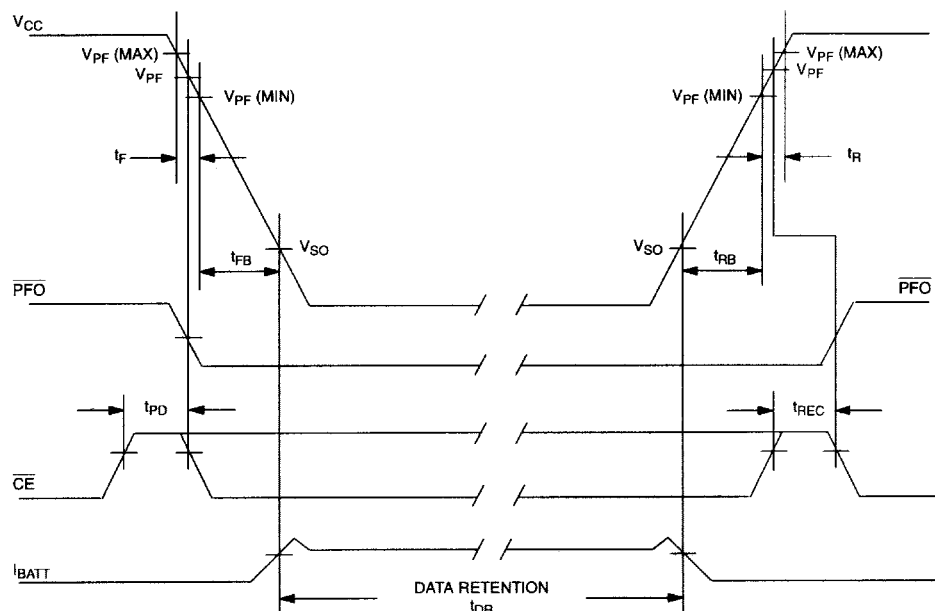 VCC
VPF (MAX)
VPF
VPF (MIN)
tF
tFB
VSO
VPF (MAX)
VPF
VPF (MIN)
tR
VSO
tRB
PFO
PFO
tPD
tREC
CE
iBATT
DATA RETENTION
tDR